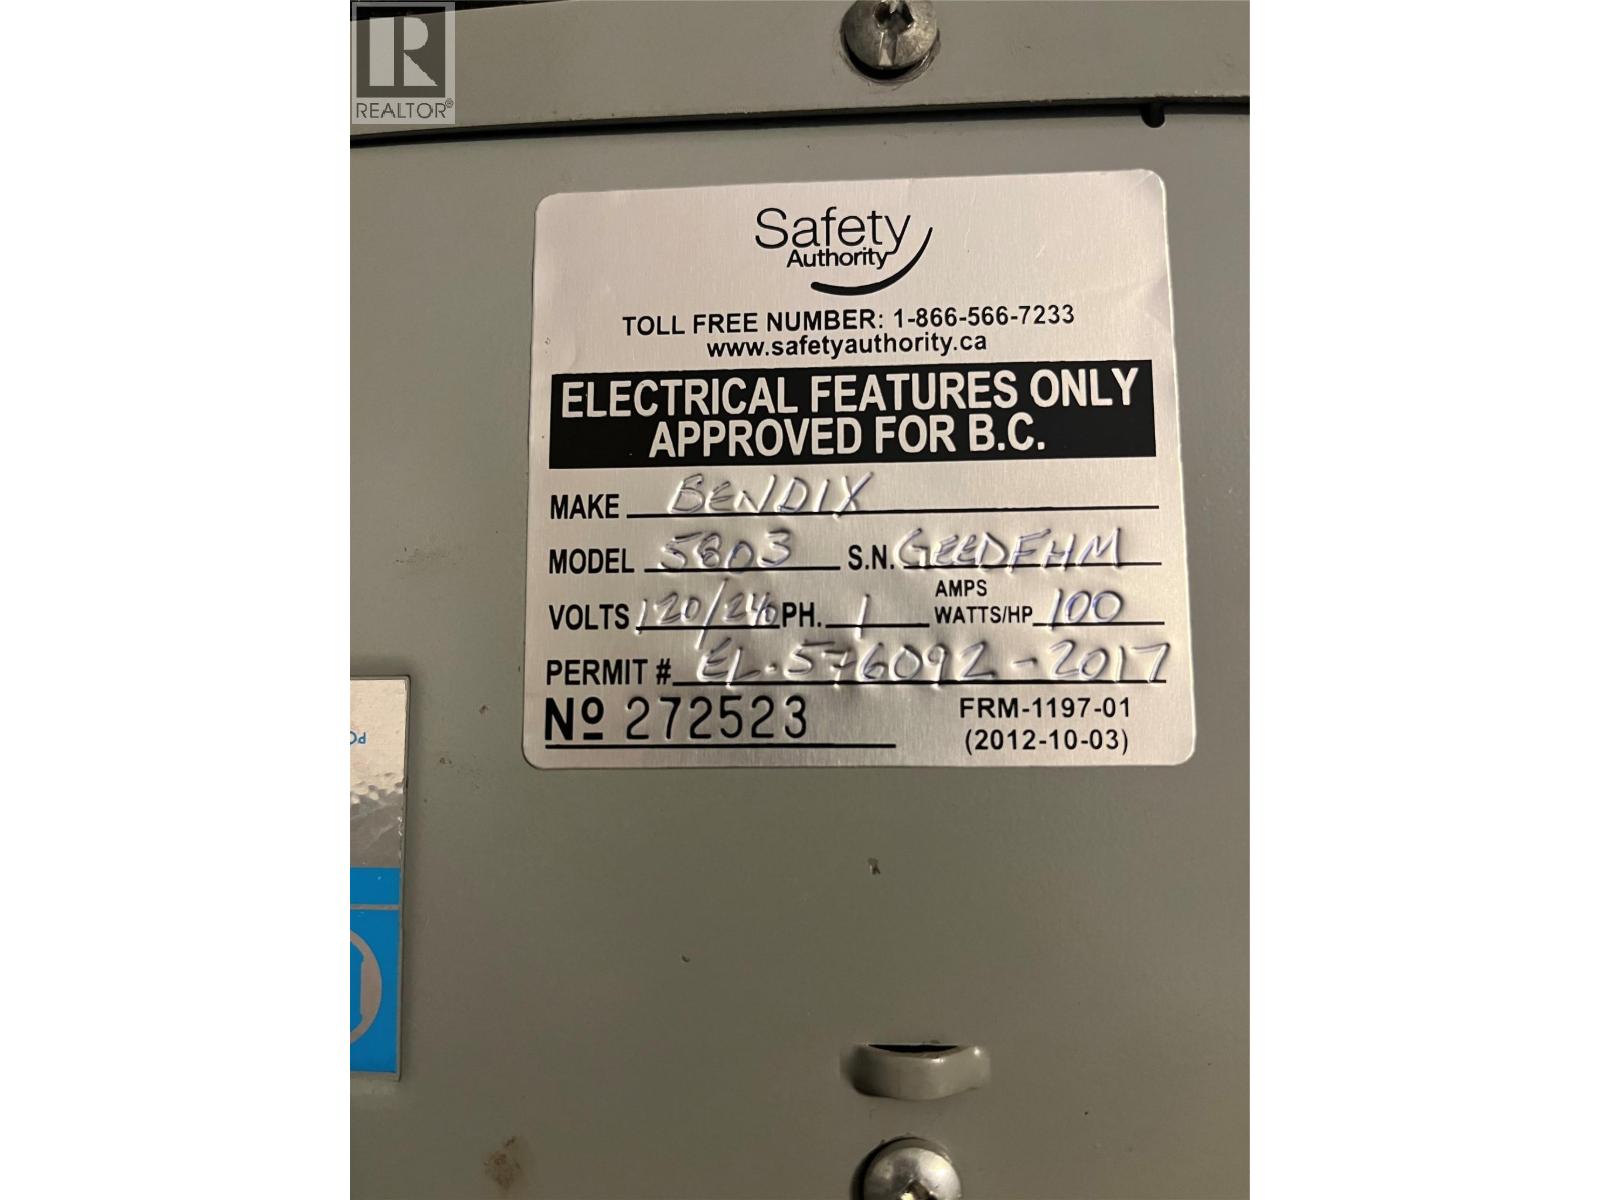 REALTOR®
Safety
Authority
TOLL FREE NUMBER: 1-866-566-7233
www.safetyauthority.ca
ELECTRICAL FEATURES ONLY
APPROVED FOR B.C.
MAKE BENDIX
MODEL 5803 S.N. GEEDFHM
VOLTS 120/240 PH. 1 AMPS WATTS/HP 100
PERMIT # EL-576092-2017
Nº 272523 FRM-1197-01
(2012-10-03)